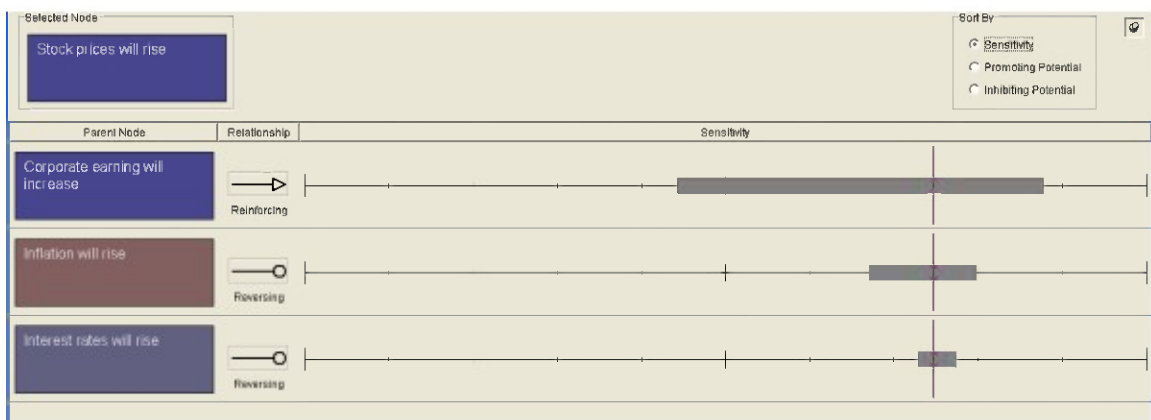 Selected Node
Sort By
Stock prices will rise
Sensitivity
Promoting Potential
Inhibiting Potential
Parent Node
Relationship
Sensitivity
Corporate earning will
increase
Reinforcing
Inflation will rise
Reversing
Interest rates will rise
Reversing